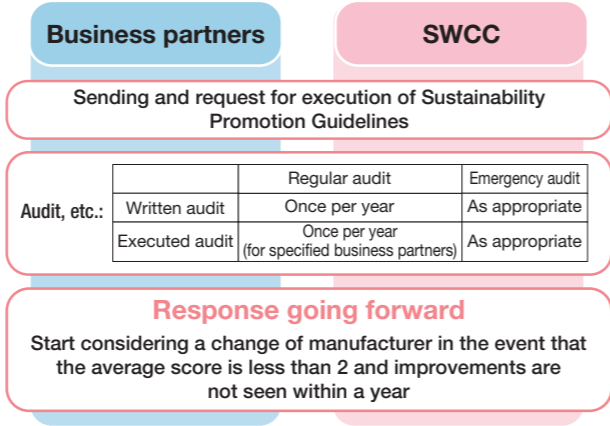 Business partners
SWCC
Sending and request for execution of Sustainability
Promotion Guidelines
Audit, etc.:
Regular audit
Emergency audit
Written audit
Once per year
As appropriate
Executed audit
Once per year
(for specified business partners)
As appropriate
Response going forward
Start considering a change of manufacturer in the event that
the average score is less than 2 and improvements are
not seen within a year